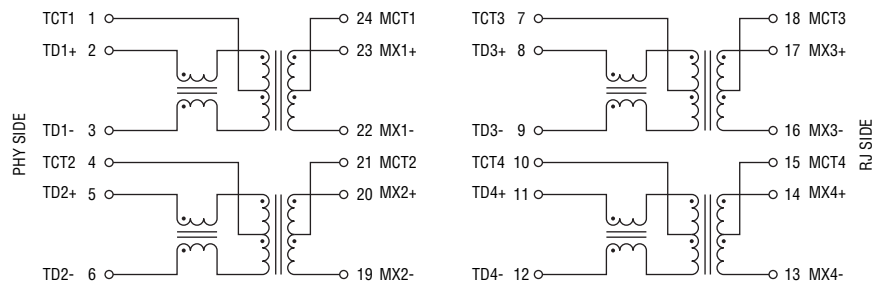 TCT1 1 24 MCT1 TCT3 7 18 MCT3
TD1+ 2 23 MX1+ TD3+ 8 17 MX3+
TD1- 3 22 MX1- TD3- 9 16 MX3-
PHY SIDE
RJ SIDE
TCT2 4 21 MCT2 TCT4 10 15 MCT4
TD2+ 5 20 MX2+ TD4+ 11 14 MX4+
TD2- 6 19 MX2- TD4- 12 13 MX4-